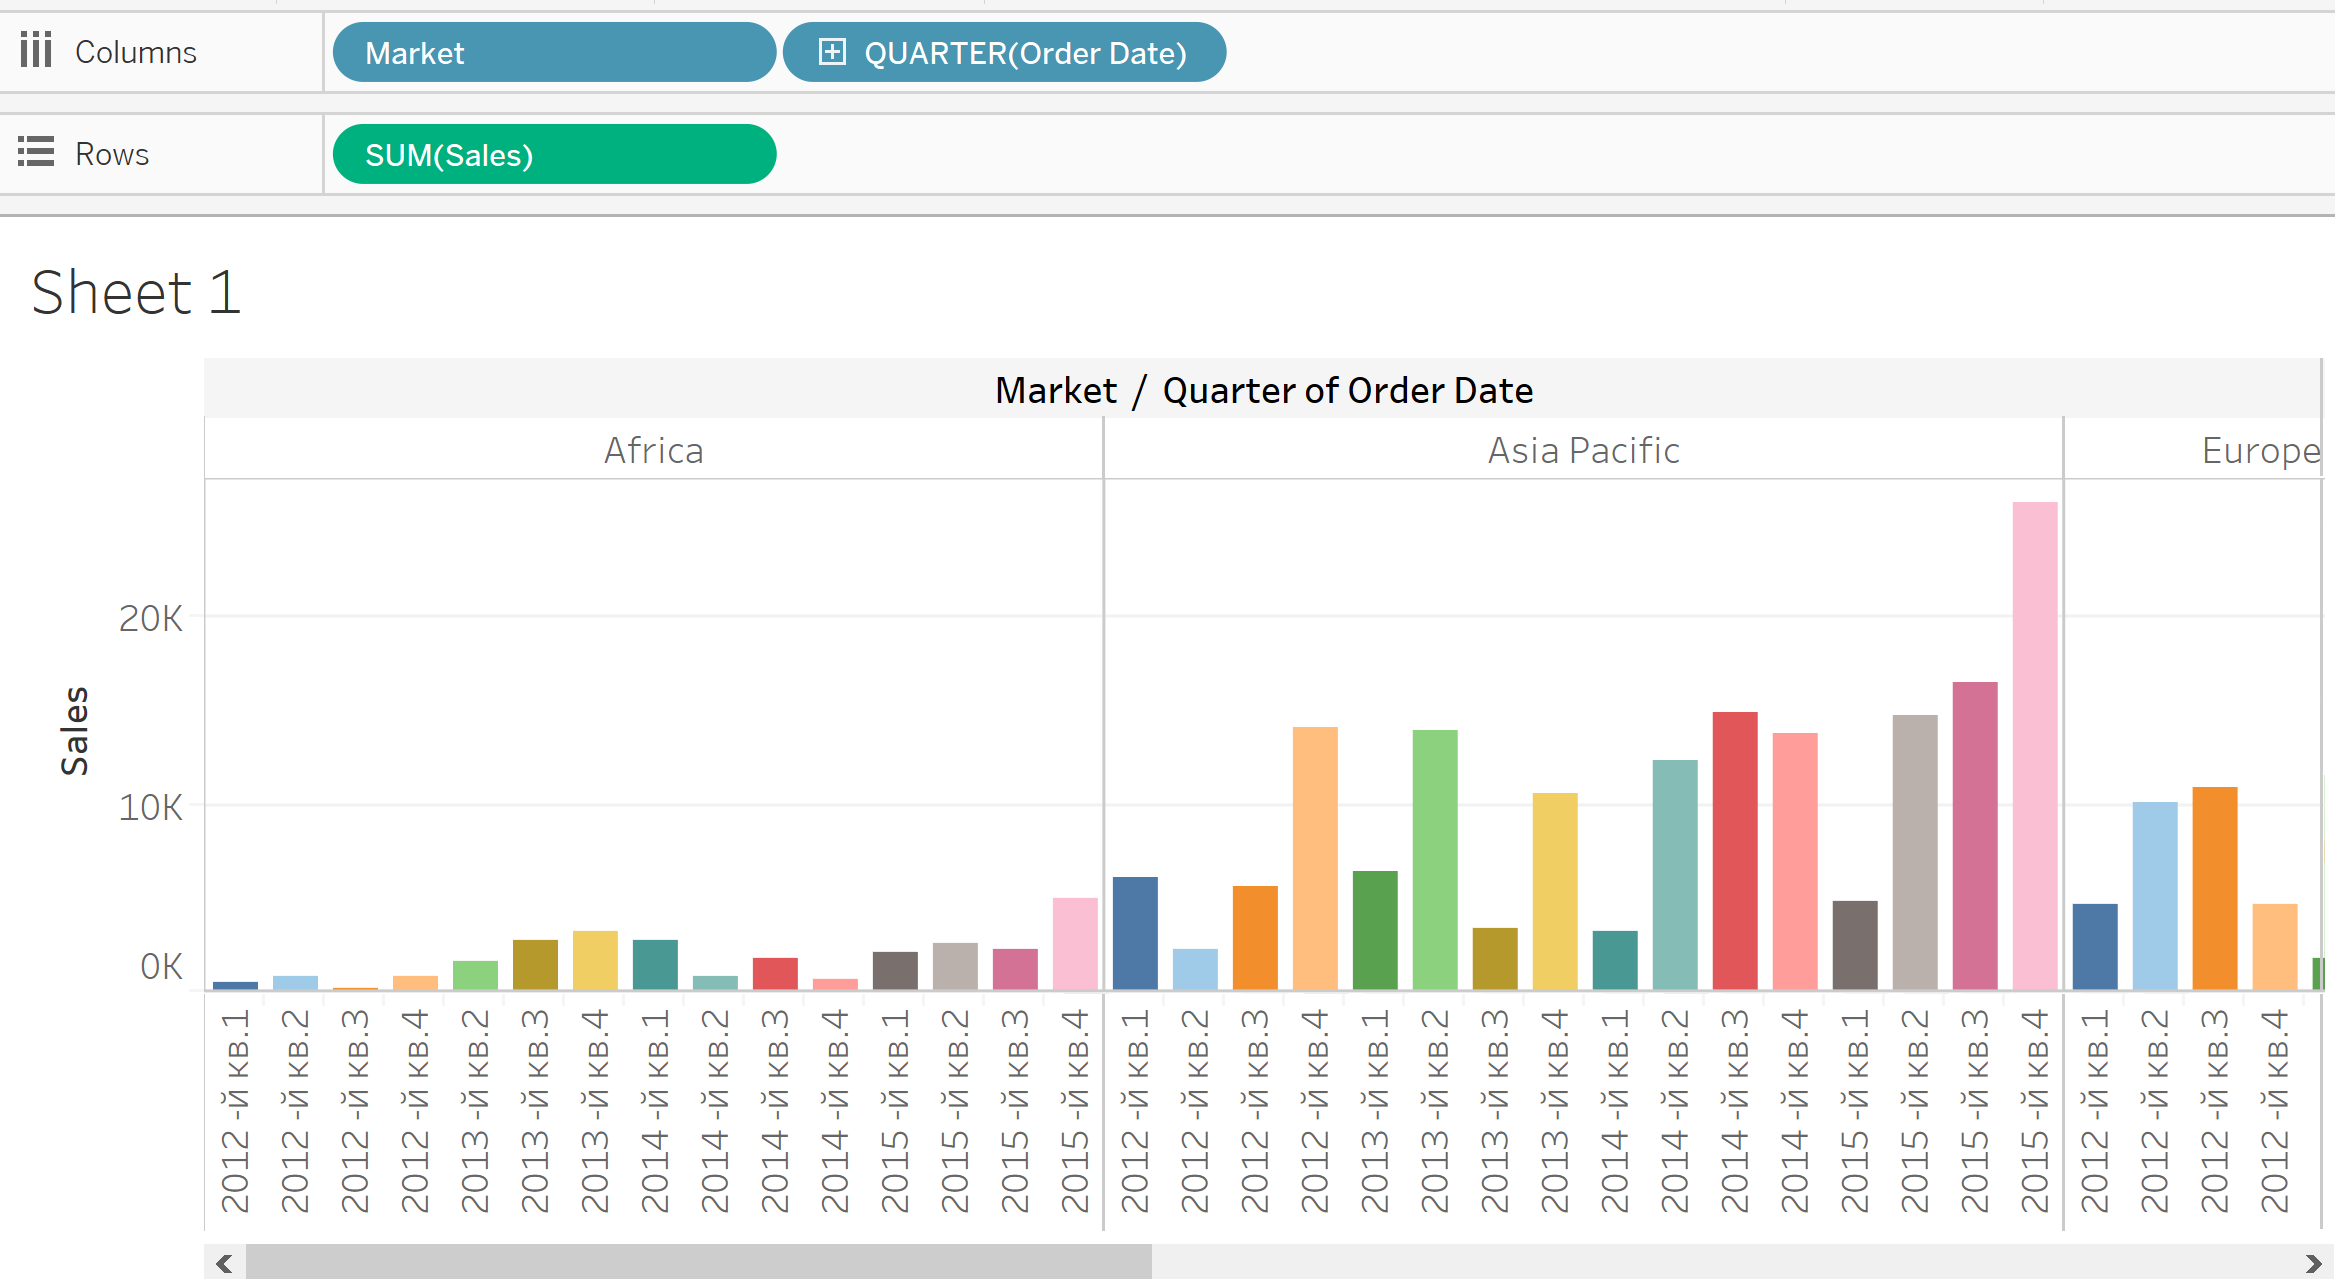 Columns
Market
QUARTER(Order Date)
Rows
SUM(Sales)
Sheet 1
Market / Quarter of Order Date
Africa
Asia Pacific
Europe
Sales
20K
10K
0K
2012 -й кв.1
2012 -й кв.2
2012 -й кв.3
2012 -й кв.4
2013 -й кв.2
2013 -й кв.3
2013 -й кв.4
2014 -й кв.1
2014 -й кв.2
2014 -й кв.3
2014 -й кв.4
2015 -й кв.1
2015 -й кв.2
2015 -й кв.3
2015 -й кв.4
2012 -й кв.1
2012 -й кв.2
2012 -й кв.3
2012 -й кв.4
2013 -й кв.1
2013 -й кв.2
2013 -й кв.3
2013 -й кв.4
2014 -й кв.1
2014 -й кв.2
2014 -й кв.3
2014 -й кв.4
2015 -й кв.1
2015 -й кв.2
2015 -й кв.3
2015 -й кв.4
2012 -й кв.1
2012 -й кв.2
2012 -й кв.3
2012 -й кв.4